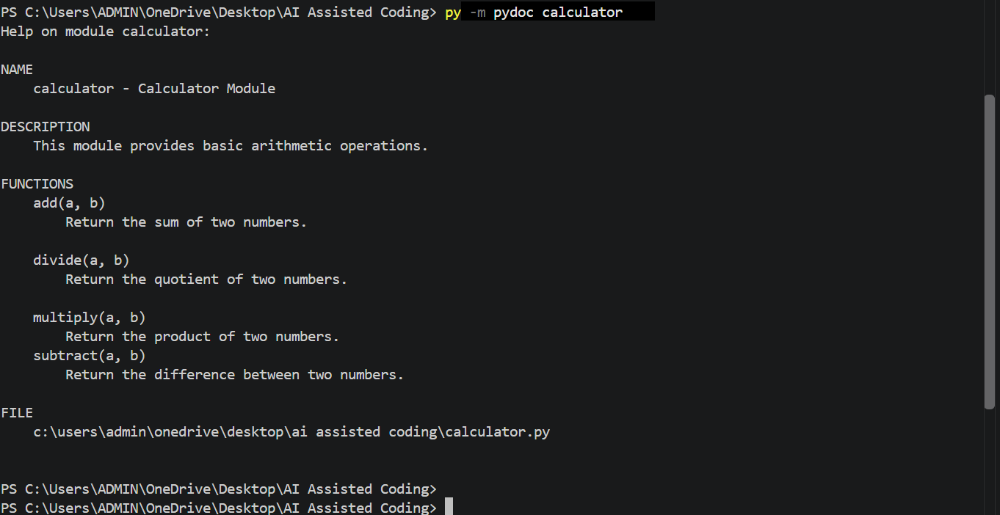 PS C:\Users\ADMIN\OneDrive\Desktop\AI Assisted Coding> py -m pydoc calculator
Help on module calculator:

NAME
    calculator - Calculator Module

DESCRIPTION
    This module provides basic arithmetic operations.

FUNCTIONS
    add(a, b)
        Return the sum of two numbers.

    divide(a, b)
        Return the quotient of two numbers.

    multiply(a, b)
        Return the product of two numbers.
    subtract(a, b)
        Return the difference between two numbers.

FILE
    c:\users\admin\onedrive\desktop\ai assisted coding\calculator.py


PS C:\Users\ADMIN\OneDrive\Desktop\AI Assisted Coding>
PS C:\Users\ADMIN\OneDrive\Desktop\AI Assisted Coding>